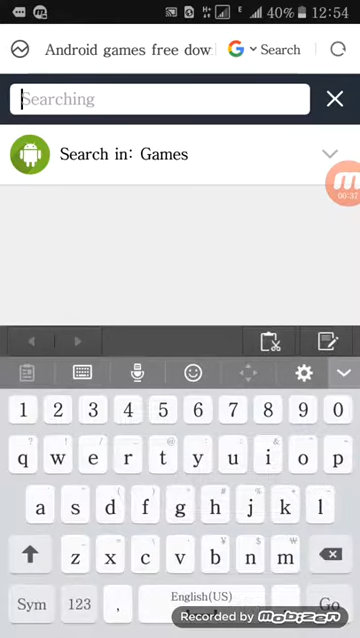 40% 12:54
Android games free dow
G Search
Searching
Search in: Games
00:37
1 2 3 4 5 6 7 8 9 0
q w e r t y u i o p
a s d f g h j k l
z x c v b n m
Sym 123 , English(US) Go
Recorded by Mobizen